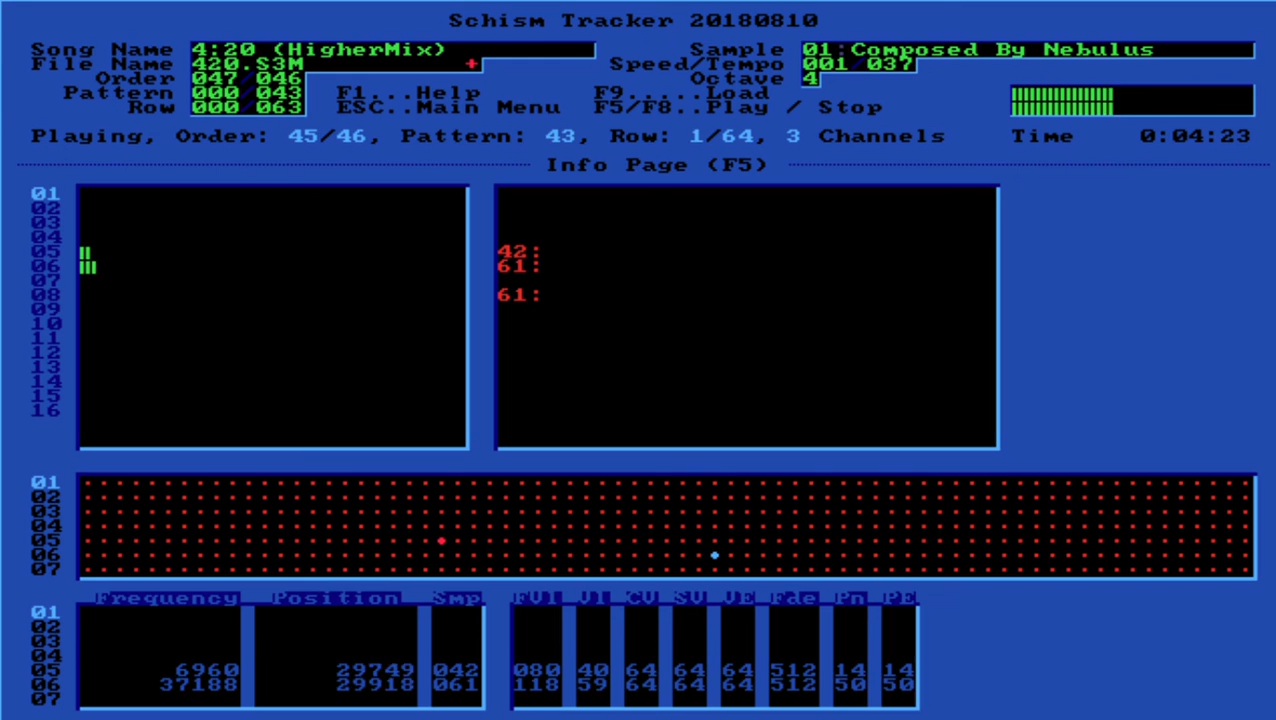 Schism Tracker 20180810
Song Name 4:20 (HigherMix) Sample 01:Composed By Nebulus
File Name 420.S3M + Speed/Tempo 001/037
Order 047/046 Octave 4
Pattern 000/043 F1...Help F9.....Load
Row 000/063 ESC..Main Menu F5/F8..Play / Stop
Playing, Order: 45/46, Pattern: 43, Row: 1/64, 3 Channels Time 0:04:23
Info Page (F5)
01
02
03
04
05 42:
06 61:
07
08 61:
09
10
11
12
13
14
15
16
01
02
03
04
05
06
07
Frequency Position Smp FV1 V1 CV SV VE Fde Pn PE
01
02
03
04
05 6960 29749 042 080 40 64 64 64 512 14 14
06 37188 29918 061 118 59 64 64 64 512 50 50
07